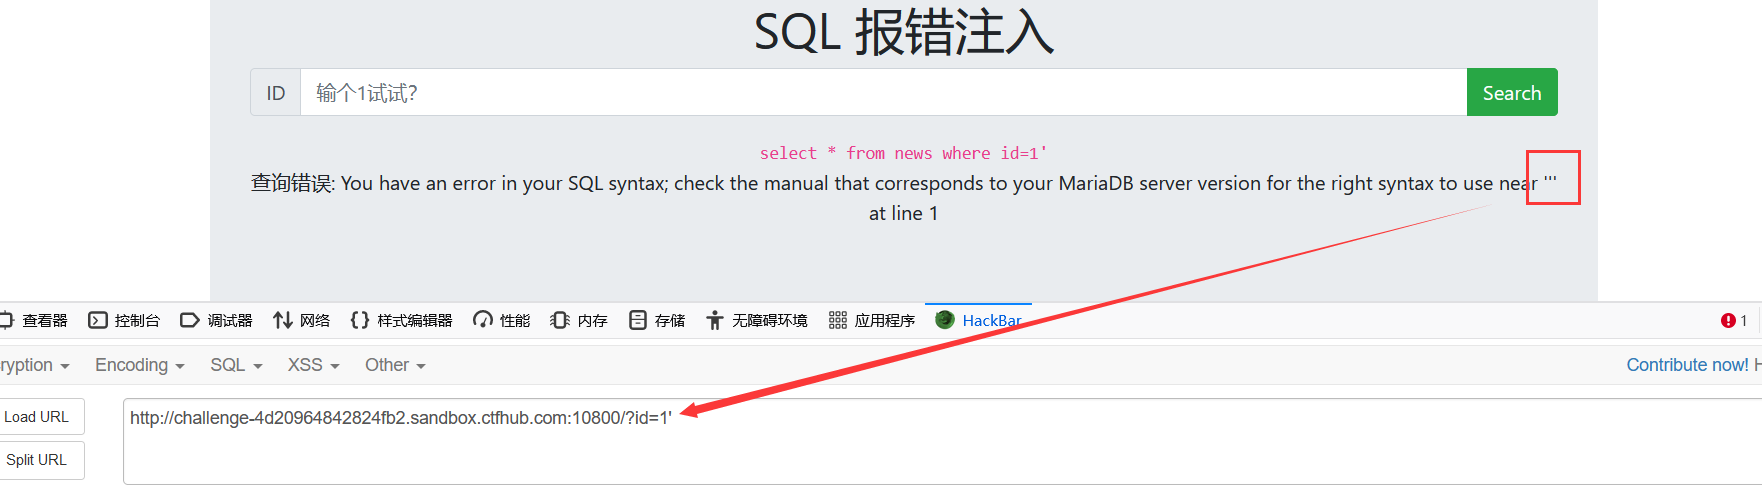 SQL 报错注入
ID 输个1试试? Search
select * from news where id=1'
查询错误: You have an error in your SQL syntax; check the manual that corresponds to your MariaDB server version for the right syntax to use near '''
at line 1
查看器 控制台 调试器 网络 样式编辑器 性能 内存 存储 无障碍环境 应用程序 HackBar 1
ryption Encoding SQL XSS Other Contribute now! H
Load URL http://challenge-4d20964842824fb2.sandbox.ctfhub.com:10800/?id=1'
Split URL